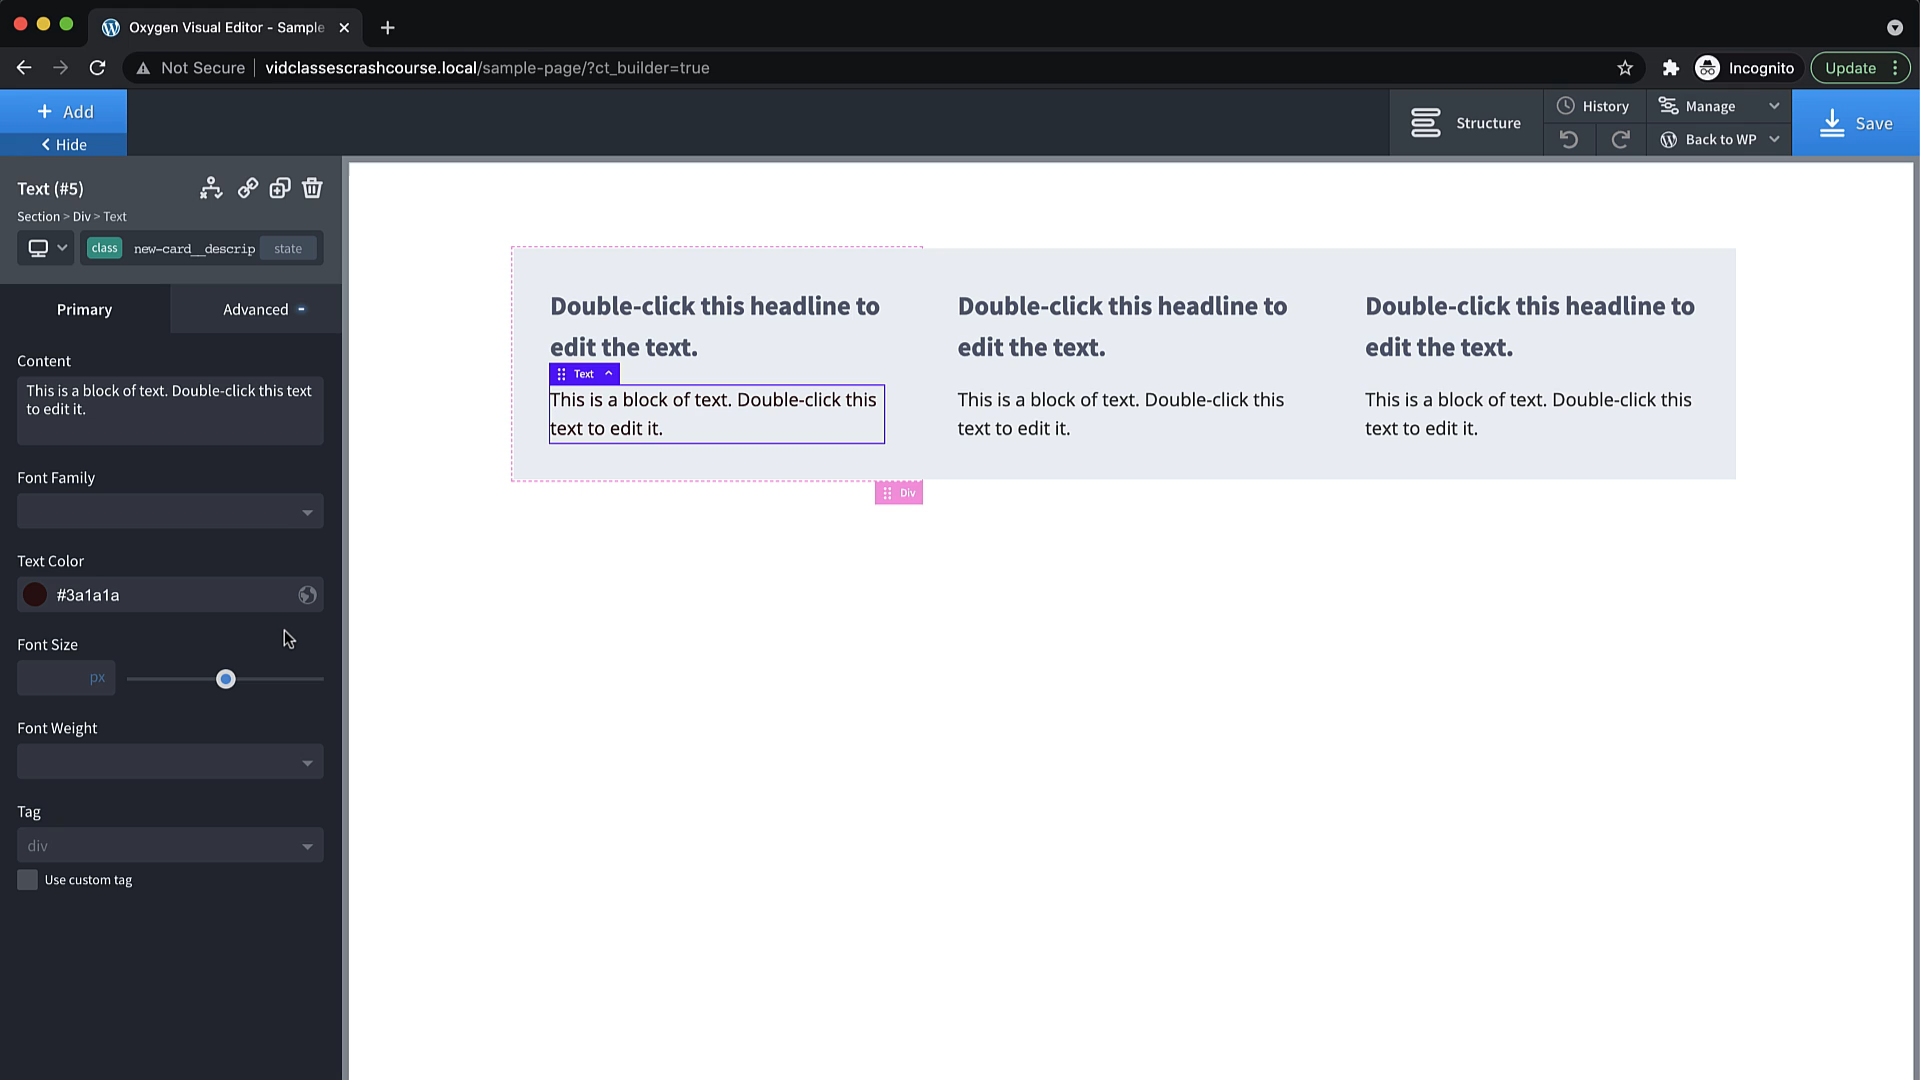 Oxygen Visual Editor - Sample
Not Secure
vidclassescrashcourse.local/sample-page/?ct_builder=true
Incognito
Update
+ Add
Hide
Structure
History
Manage
Back to WP
Save
Text (#5)
Section > Div > Text
class
new-card__descrip
state
Primary
Advanced
Content
This is a block of text. Double-click this text
to edit it.
Font Family
Text Color
#3a1a1a
Font Size
px
Font Weight
Tag
div
Use custom tag
Double-click this headline to
edit the text.
Text
This is a block of text. Double-click this
text to edit it.
Div
Double-click this headline to
edit the text.
This is a block of text. Double-click this
text to edit it.
Double-click this headline to
edit the text.
This is a block of text. Double-click this
text to edit it.